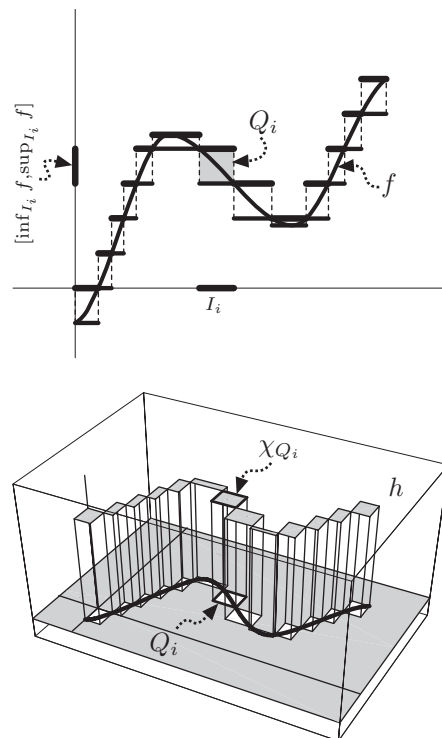 [inf_{I_i} f, sup_{I_i} f]
Q_i
f
I_i
χ_{Q_i}
h
Q_i